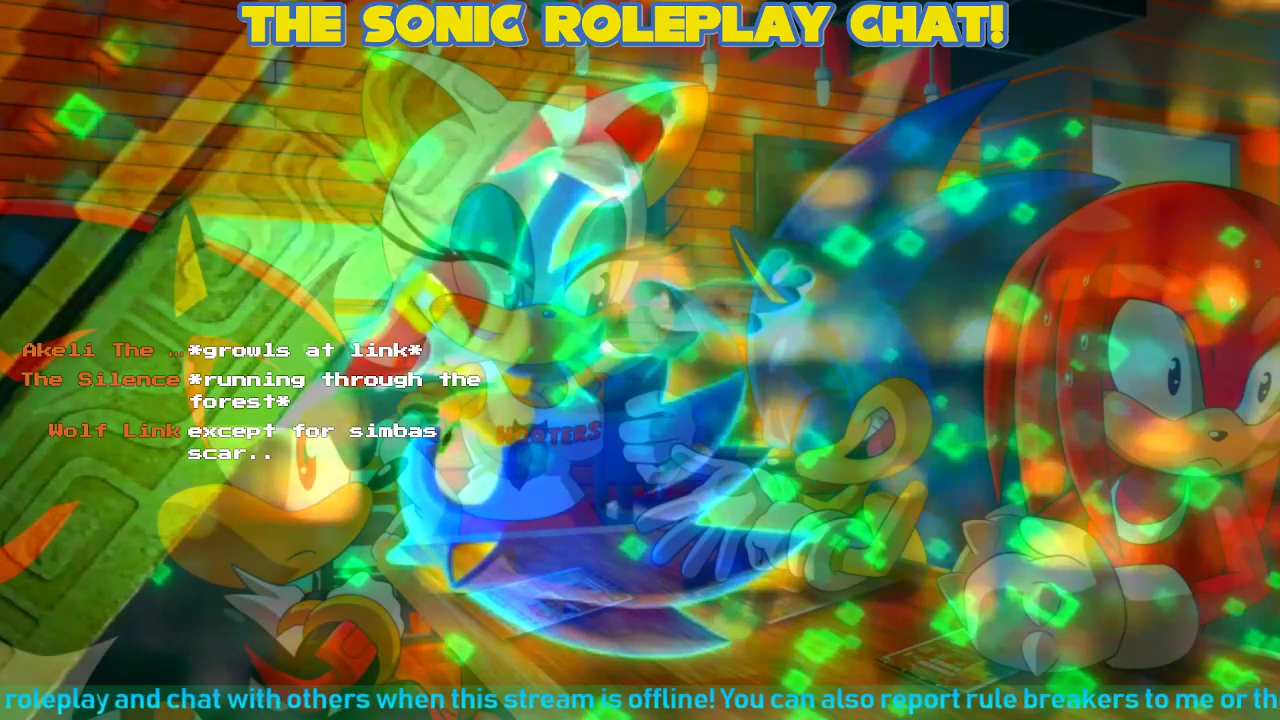 THE SONIC ROLEPLAY CHAT!
Akeli The ... *growls at link*
The Silence *running through the
forest*
Wolf Link except for simbas
scar..
HOOTERS
roleplay and chat with others when this stream is offline! You can also report rule breakers to me or th